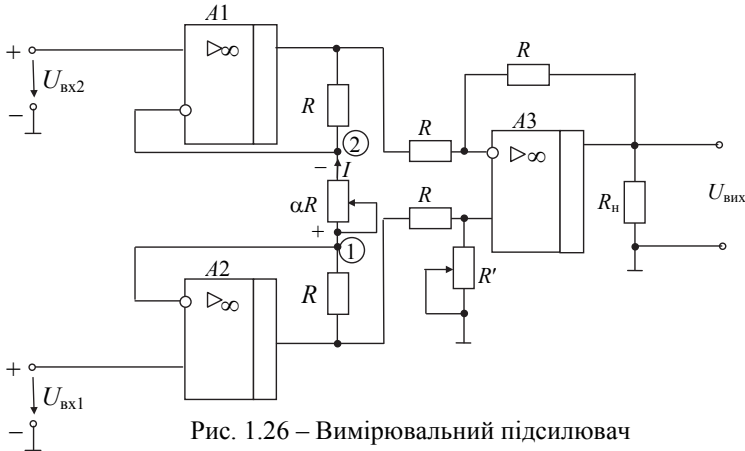 A1
+
▷∞
R
Uвх2
R
−
R
A3
2
− I
▷∞
αR
R
Rн
Uвих
+
1
A2
R
R'
▷∞
+
Uвх1
−
Рис. 1.26 – Вимірювальний підсилювач